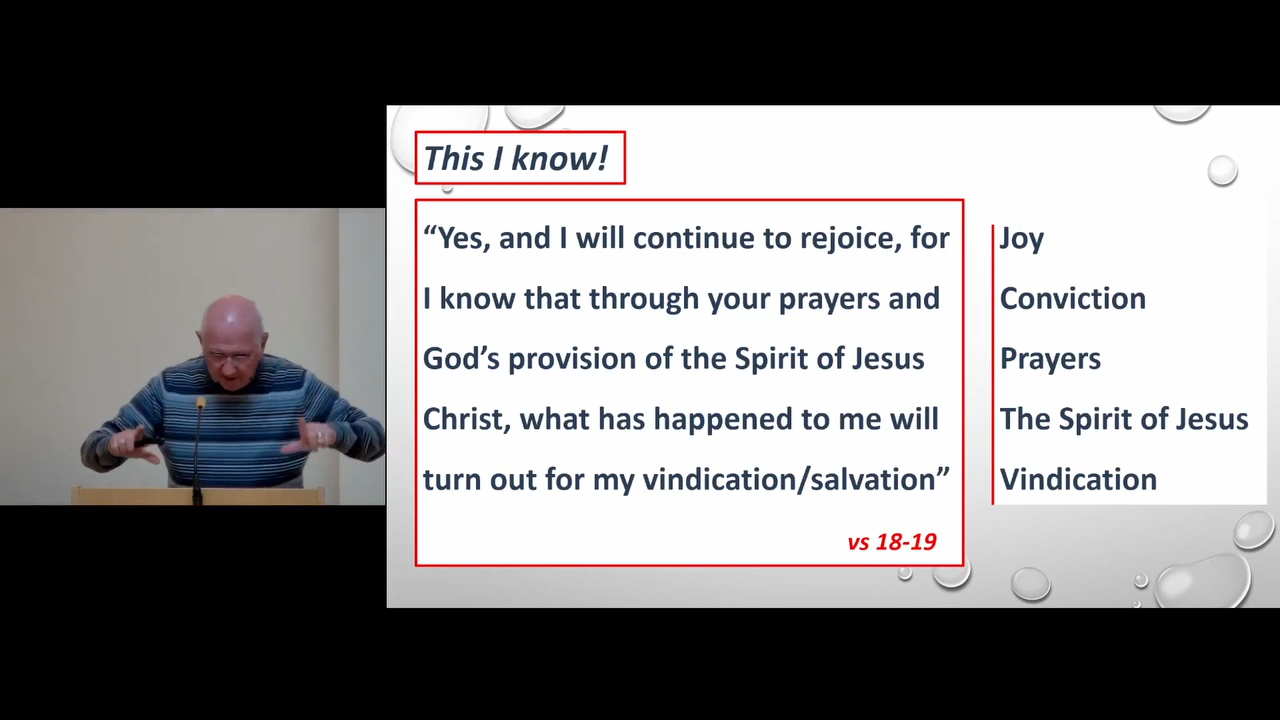 This I know!
“Yes, and I will continue to rejoice, for
I know that through your prayers and
God’s provision of the Spirit of Jesus
Christ, what has happened to me will
turn out for my vindication/salvation”
vs 18-19
Joy
Conviction
Prayers
The Spirit of Jesus
Vindication